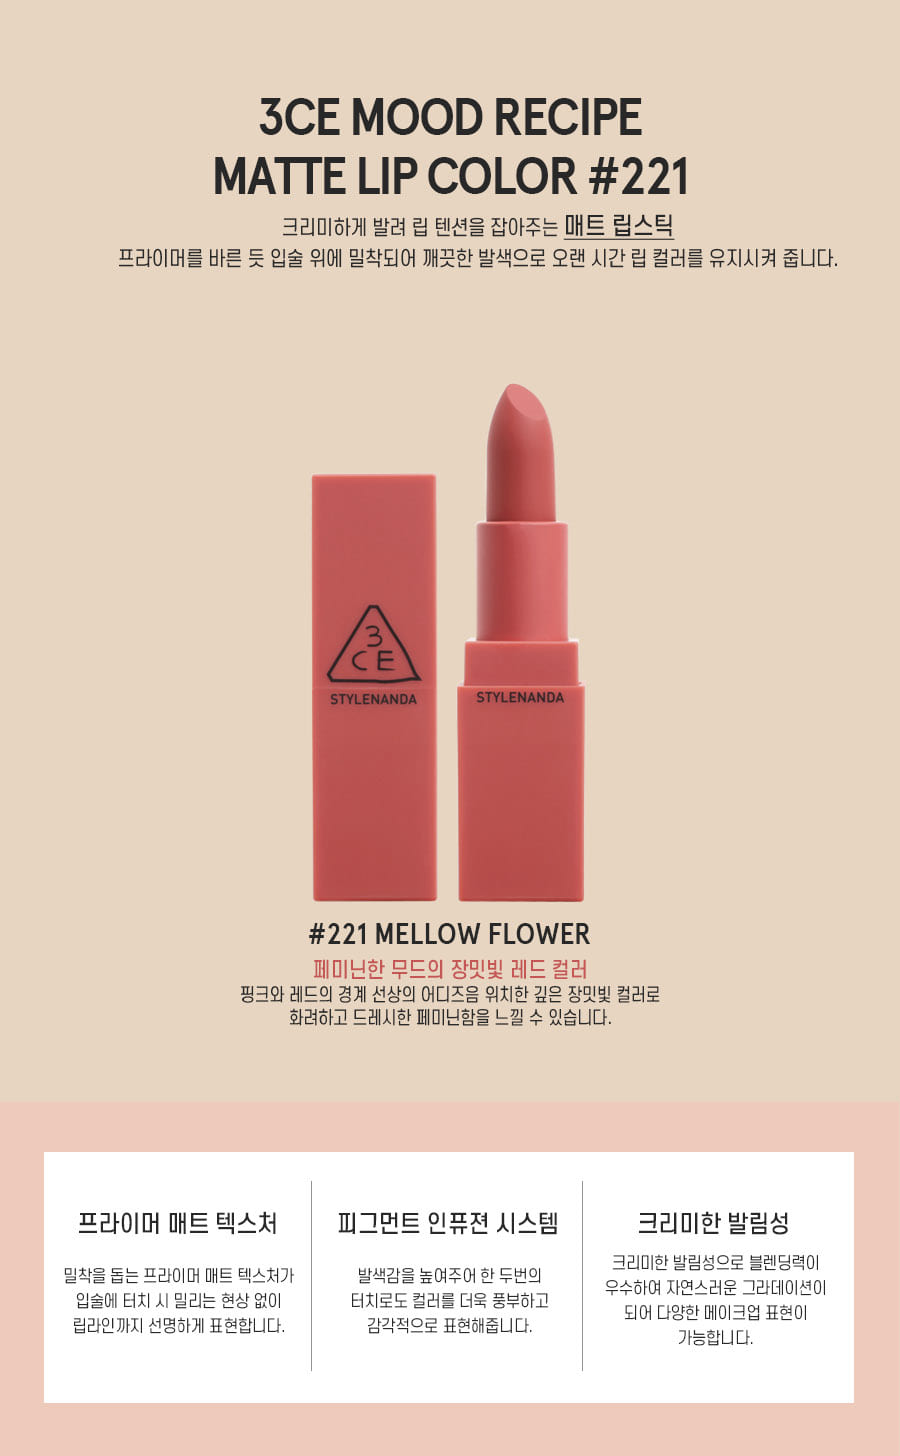 3CE MOOD RECIPE
MATTE LIP COLOR #221
크리미하게 발려 립 텐션을 잡아주는 매트 립스틱
프라이머를 바른 듯 입술 위에 밀착되어 깨끗한 발색으로 오랜 시간 립 컬러를 유지시켜 줍니다.
3
CE
STYLENANDA
STYLENANDA
#221 MELLOW FLOWER
페미닌한 무드의 장밋빛 레드 컬러
핑크와 레드의 경계 선상의 어디즈음 위치한 깊은 장밋빛 컬러로
화려하고 드레시한 페미닌함을 느낄 수 있습니다.
프라이머 매트 텍스처
밀착을 돕는 프라이머 매트 텍스처가
입술에 터치 시 밀리는 현상 없이
립라인까지 선명하게 표현합니다.
피그먼트 인퓨젼 시스템
발색감을 높여주어 한 두번의
터치로도 컬러를 더욱 풍부하고
감각적으로 표현해줍니다.
크리미한 발림성
크리미한 발림성으로 블렌딩력이
우수하여 자연스러운 그라데이션이
되어 다양한 메이크업 표현이
가능합니다.